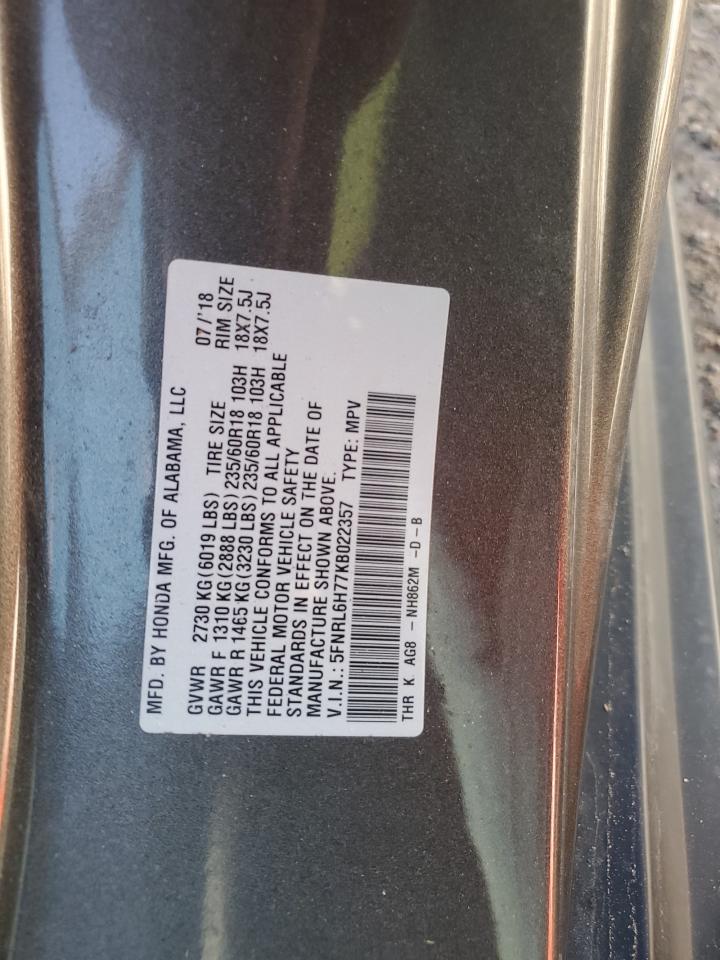 MFD. BY HONDA MFG. OF ALABAMA, LLC 07/'18
GVWR 2730 KG(6019 LBS) TIRE SIZE RIM SIZE
GAWR F 1310 KG(2888 LBS) 235/60R18 103H 18X7.5J
GAWR R 1465 KG(3230 LBS) 235/60R18 103H 18X7.5J
THIS VEHICLE CONFORMS TO ALL APPLICABLE
FEDERAL MOTOR VEHICLE SAFETY
STANDARDS IN EFFECT ON THE DATE OF
MANUFACTURE SHOWN ABOVE.
V.I.N.: 5FNRL6H77KB022357 TYPE: MPV
THR K AG8 - NH862M -D-B